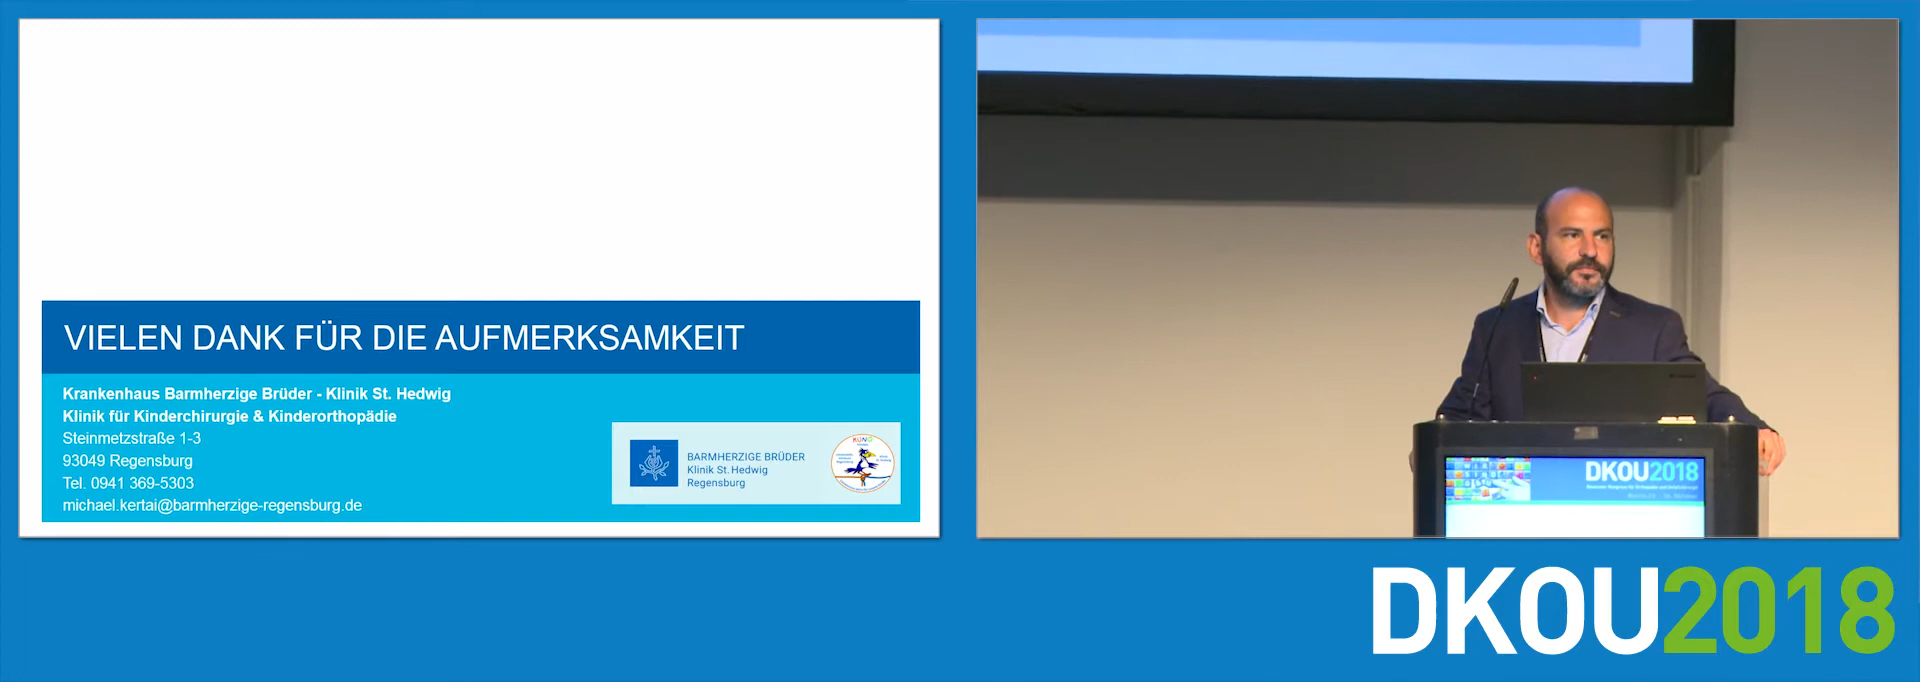 VIELEN DANK FÜR DIE AUFMERKSAMKEIT
Krankenhaus Barmherzige Brüder - Klinik St. Hedwig
Klinik für Kinderchirurgie & Kinderorthopädie
Steinmetzstraße 1-3
93049 Regensburg
Tel. 0941 369-5303
michael.kertai@barmherzige-regensburg.de
BARMHERZIGE BRÜDER
Klinik St. Hedwig
Regensburg
KUNO
DKOU2018
DKOU2018